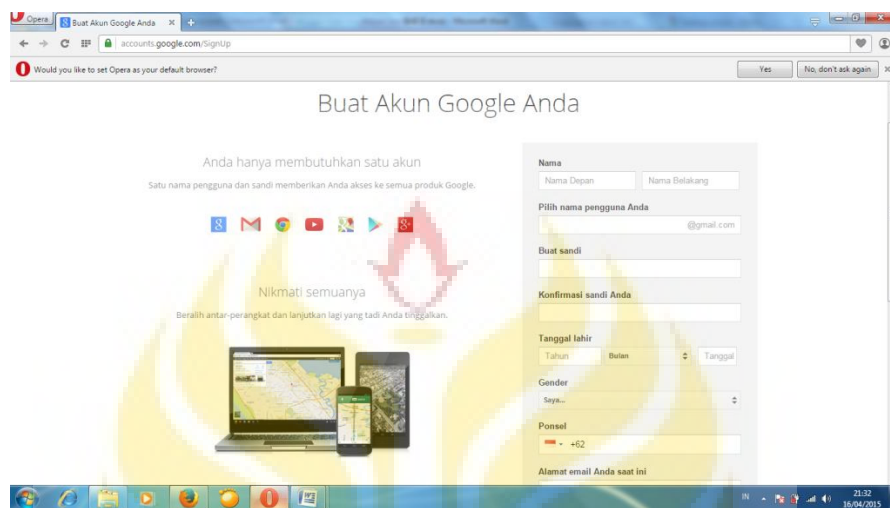 Opera
Buat Akun Google Anda
accounts.google.com/SignUp
Would you like to set Opera as your default browser?
Yes
No, don't ask again
Buat Akun Google Anda
Anda hanya membutuhkan satu akun
Satu nama pengguna dan sandi memberikan Anda akses ke semua produk Google.
Nikmati semuanya
Beralih antar-perangkat dan lanjutkan lagi yang tadi Anda tinggalkan.
Nama
Nama Depan Nama Belakang
Pilih nama pengguna Anda
@gmail.com
Buat sandi
Konfirmasi sandi Anda
Tanggal lahir
Tahun Bulan Tanggal
Gender
Saya...
Ponsel
+62
Alamat email Anda saat ini
IN
21:32
16/04/2015